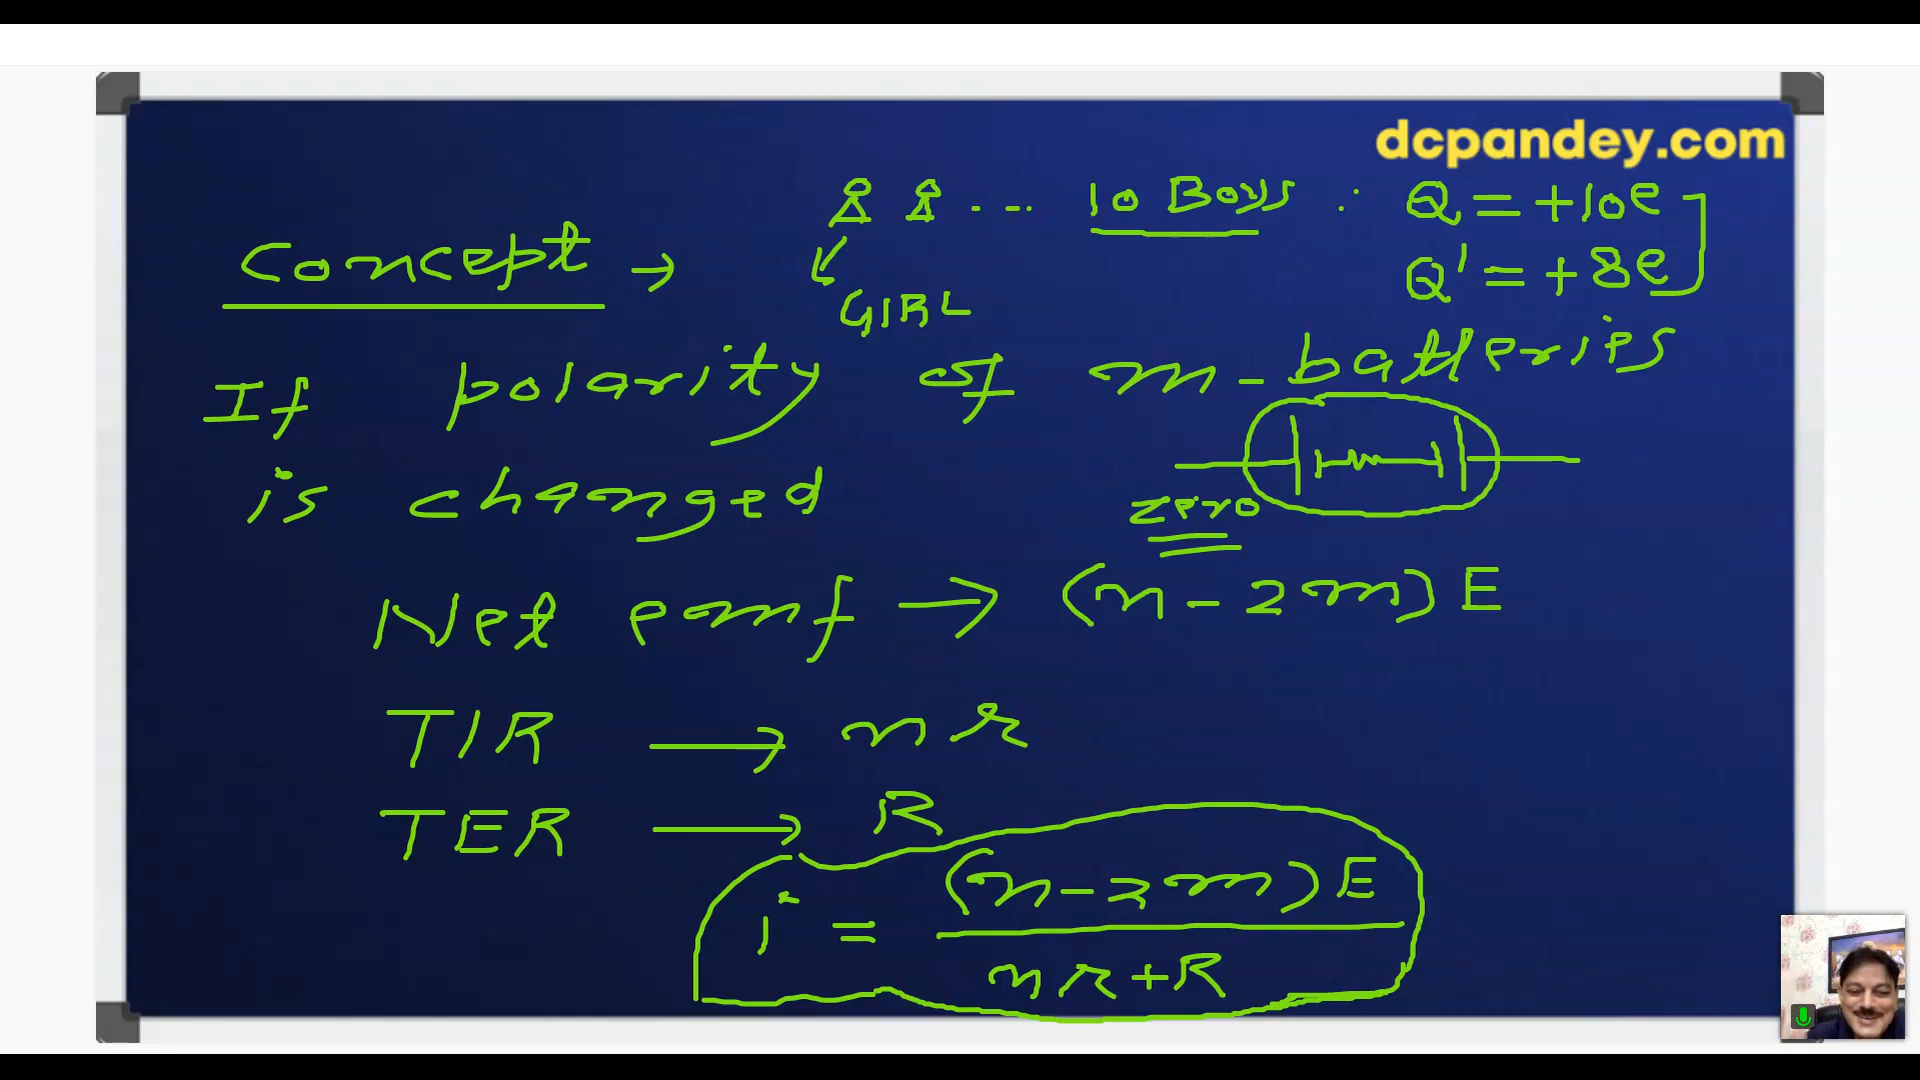 dcpandey.com
... 10 Boys : Q = +10e
Concept → Q' = +8e
GIRL
If polarity of m-batteries
is changed
zero
Net emf → (n-2m) E
TIR → nr
TER → R
i = (n-2m) E
nr+R